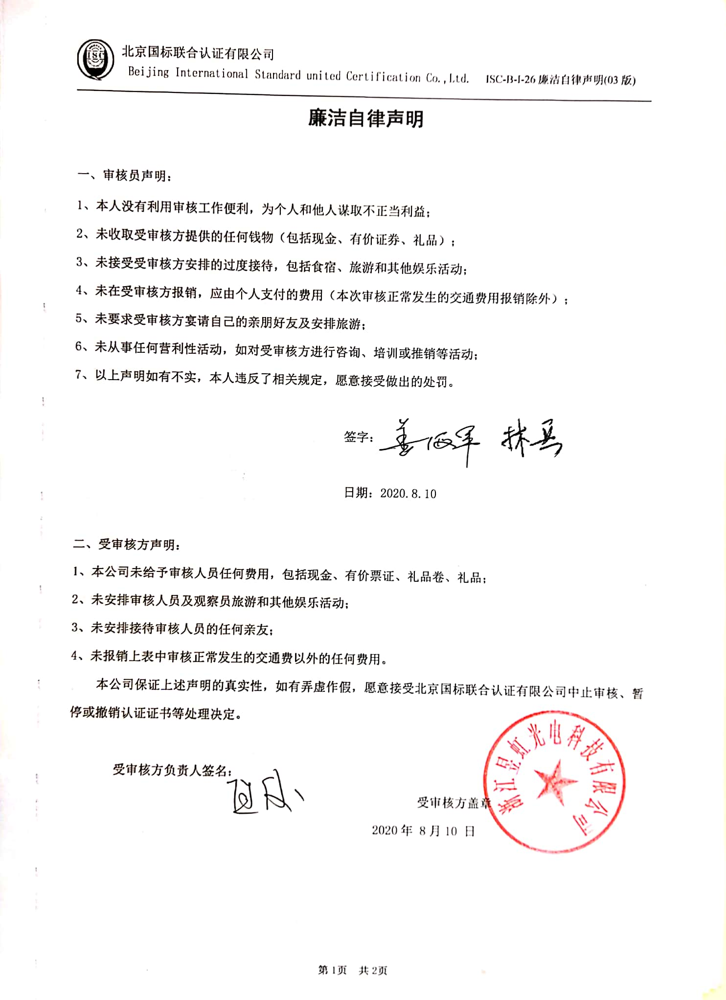 ISC
北京国标联合认证有限公司
Beijing International Standard united Certification Co.,Ltd. ISC-B-I-26 廉洁自律声明(03 版)
廉洁自律声明
一、审核员声明：
1、本人没有利用审核工作便利，为个人和他人谋取不正当利益；
2、未收取受审核方提供的任何钱物（包括现金、有价证券、礼品）；
3、未接受受审核方安排的过度接待，包括食宿、旅游和其他娱乐活动；
4、未在受审核方报销，应由个人支付的费用（本次审核正常发生的交通费用报销除外）；
5、未要求受审核方宴请自己的亲朋好友及安排旅游；
6、未从事任何营利性活动，如对受审核方进行咨询、培训或推销等活动；
7、以上声明如有不实，本人违反了相关规定，愿意接受做出的处罚。
签字：
日期：2020.8.10
二、受审核方声明：
1、本公司未给予审核人员任何费用，包括现金、有价票证、礼品卷、礼品；
2、未安排审核人员及观察员旅游和其他娱乐活动；
3、未安排接待审核人员的任何亲友；
4、未报销上表中审核正常发生的交通费以外的任何费用。
本公司保证上述声明的真实性，如有弄虚作假，愿意接受北京国标联合认证有限公司中止审核、暂
停或撤销认证证书等处理决定。
受审核方负责人签名：
浙江昱虹光电科技有限公司
受审核方盖章
2020 年 8 月 10 日
第 1页 共 2页